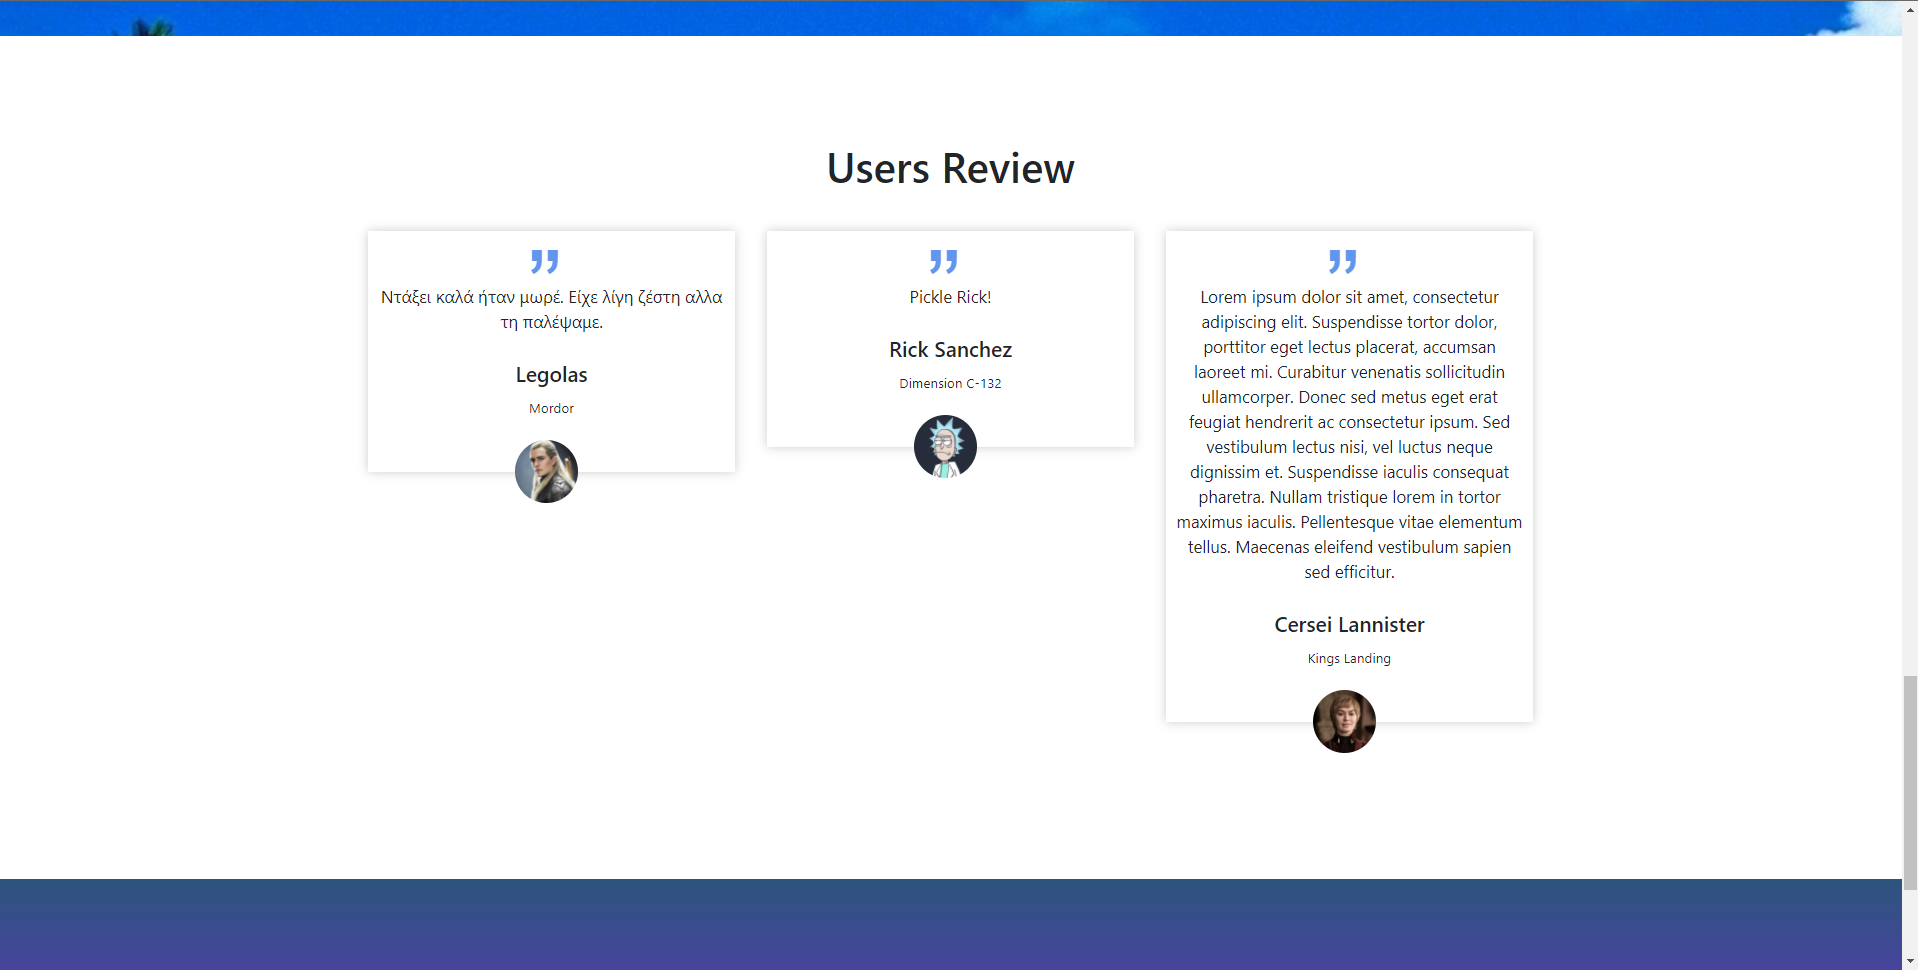 Users Review
Ντάξει καλά ήταν μωρέ. Είχε λίγη ζέστη αλλα
τη παλέψαμε.
Legolas
Mordor
Pickle Rick!
Rick Sanchez
Dimension C-132
Lorem ipsum dolor sit amet, consectetur
adipiscing elit. Suspendisse tortor dolor,
porttitor eget lectus placerat, accumsan
laoreet mi. Curabitur venenatis sollicitudin
ullamcorper. Donec sed metus eget erat
feugiat hendrerit ac consectetur ipsum. Sed
vestibulum lectus nisi, vel luctus neque
dignissim et. Suspendisse iaculis consequat
pharetra. Nullam tristique lorem in tortor
maximus iaculis. Pellentesque vitae elementum
tellus. Maecenas eleifend vestibulum sapien
sed efficitur.
Cersei Lannister
Kings Landing